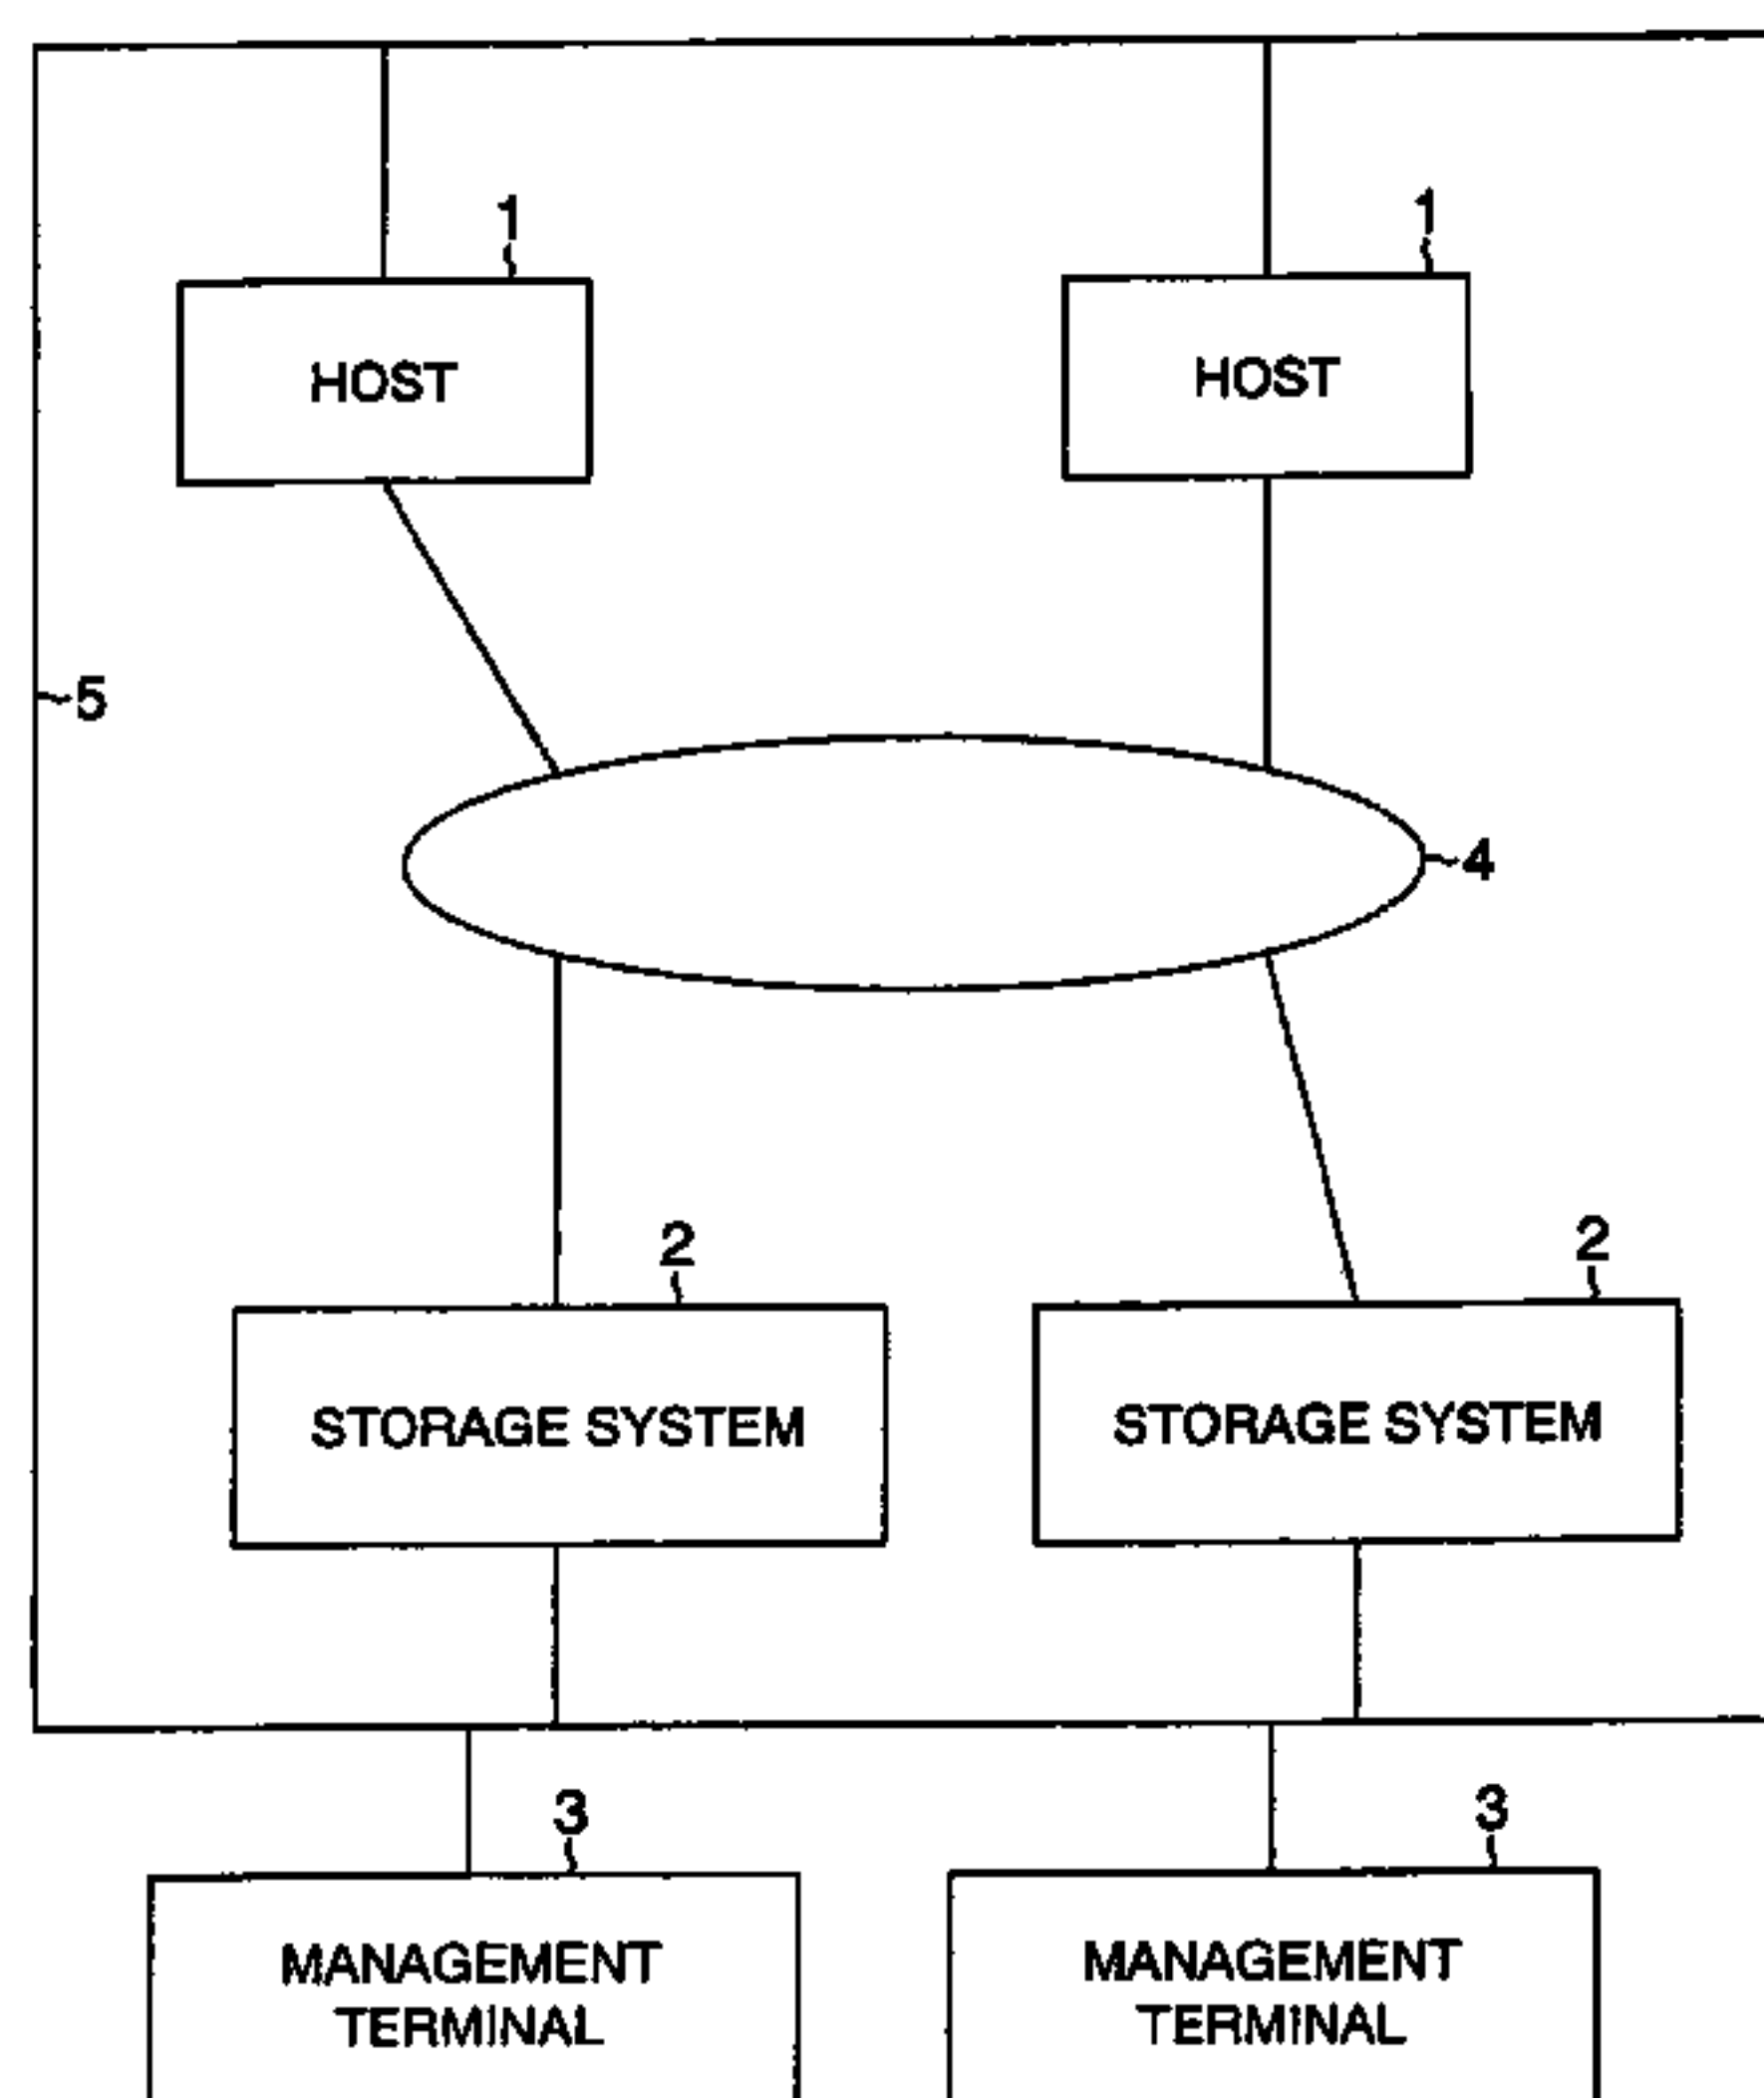 1
1
HOST
HOST
5
4
2
2
STORAGE SYSTEM
STORAGE SYSTEM
3
3
MANAGEMENT
TERMINAL
MANAGEMENT
TERMINAL